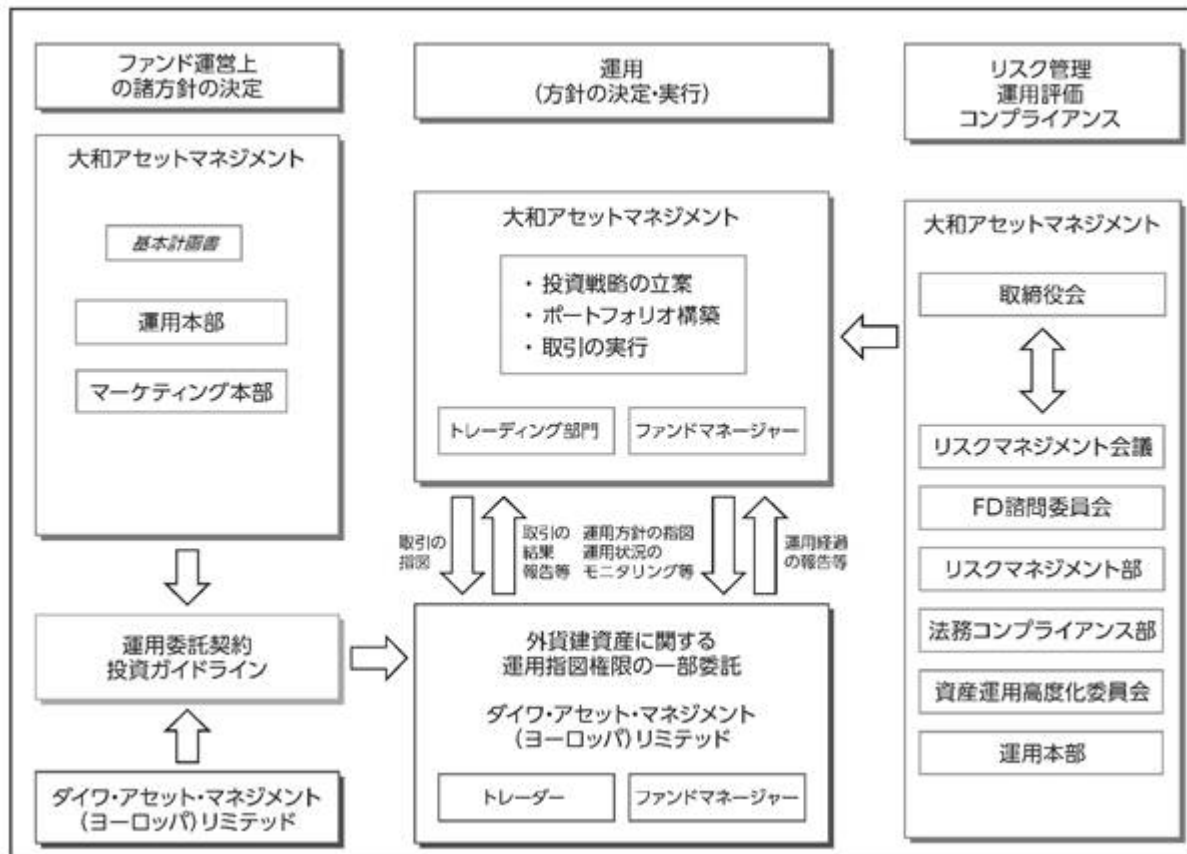 ファンド運営上
の諸方針の決定
大和アセットマネジメント
基本計画書
運用本部
マーケティング本部
運用委託契約
投資ガイドライン
ダイワ・アセット・マネジメント
(ヨーロッパ)リミテッド
運用
(方針の決定・実行)
大和アセットマネジメント
・ 投資戦略の立案
・ ポートフォリオ構築
・ 取引の実行
トレーディング部門
ファンドマネージャー
取引の
指図
取引の
結果
報告等
運用方針の指図
運用状況の
モニタリング等
運用経過
の報告等
外貨建資産に関する
運用指図権限の一部委託
ダイワ・アセット・マネジメント
(ヨーロッパ)リミテッド
トレーダー
ファンドマネージャー
リスク管理
運用評価
コンプライアンス
大和アセットマネジメント
取締役会
リスクマネジメント会議
FD諮問委員会
リスクマネジメント部
法務コンプライアンス部
資産運用高度化委員会
運用本部